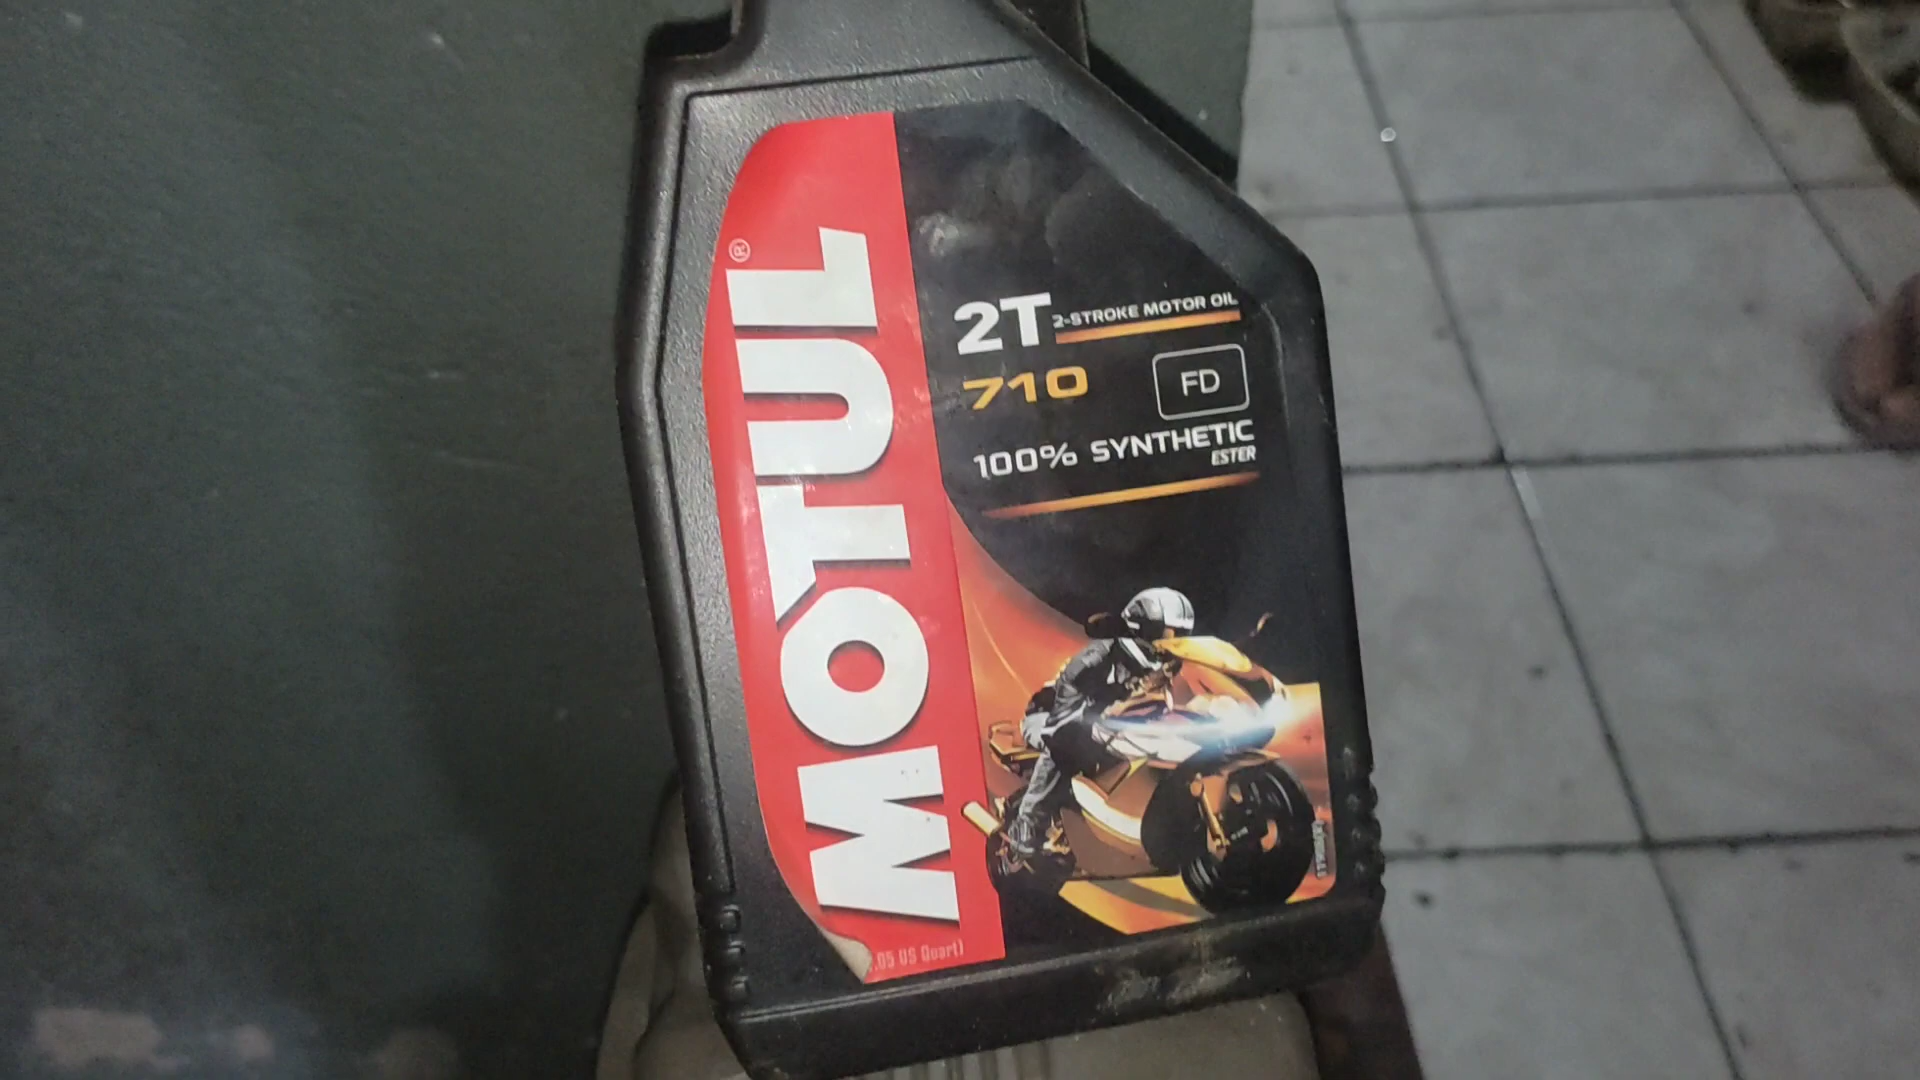 MOTUL®
2T 2-STROKE MOTOR OIL
710 FD
100% SYNTHETIC
ESTER
.05 US Quart)